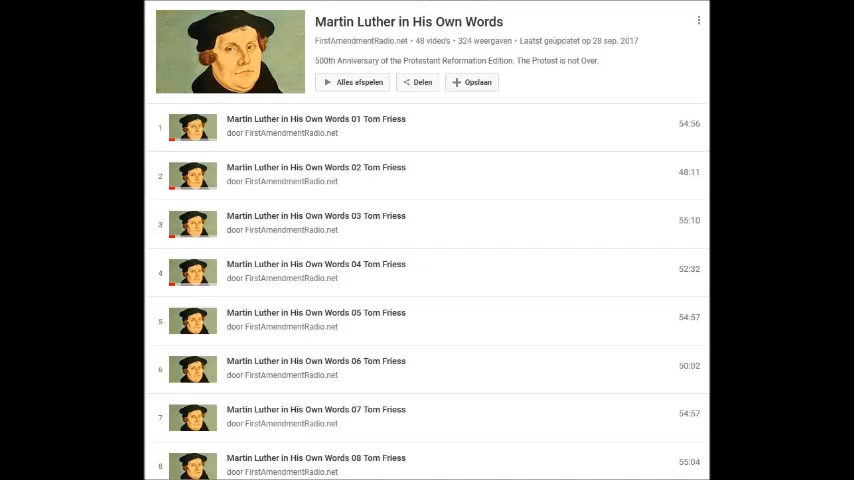 Martin Luther in His Own Words
FirstAmendmentRadio.net • 48 video's • 324 weergaven • Laatst geüpdatet op 28 sep. 2017
500th Anniversary of the Protestant Reformation Edition. The Protest is not Over.
Alles afspelen Delen Opslaan
1 Martin Luther in His Own Words 01 Tom Friess 54:56
door FirstAmendmentRadio.net
2 Martin Luther in His Own Words 02 Tom Friess 48:11
door FirstAmendmentRadio.net
3 Martin Luther in His Own Words 03 Tom Friess 55:10
door FirstAmendmentRadio.net
4 Martin Luther in His Own Words 04 Tom Friess 52:32
door FirstAmendmentRadio.net
5 Martin Luther in His Own Words 05 Tom Friess 54:57
door FirstAmendmentRadio.net
6 Martin Luther in His Own Words 06 Tom Friess 50:02
door FirstAmendmentRadio.net
7 Martin Luther in His Own Words 07 Tom Friess 54:57
door FirstAmendmentRadio.net
8 Martin Luther in His Own Words 08 Tom Friess 55:04
door FirstAmendmentRadio.net